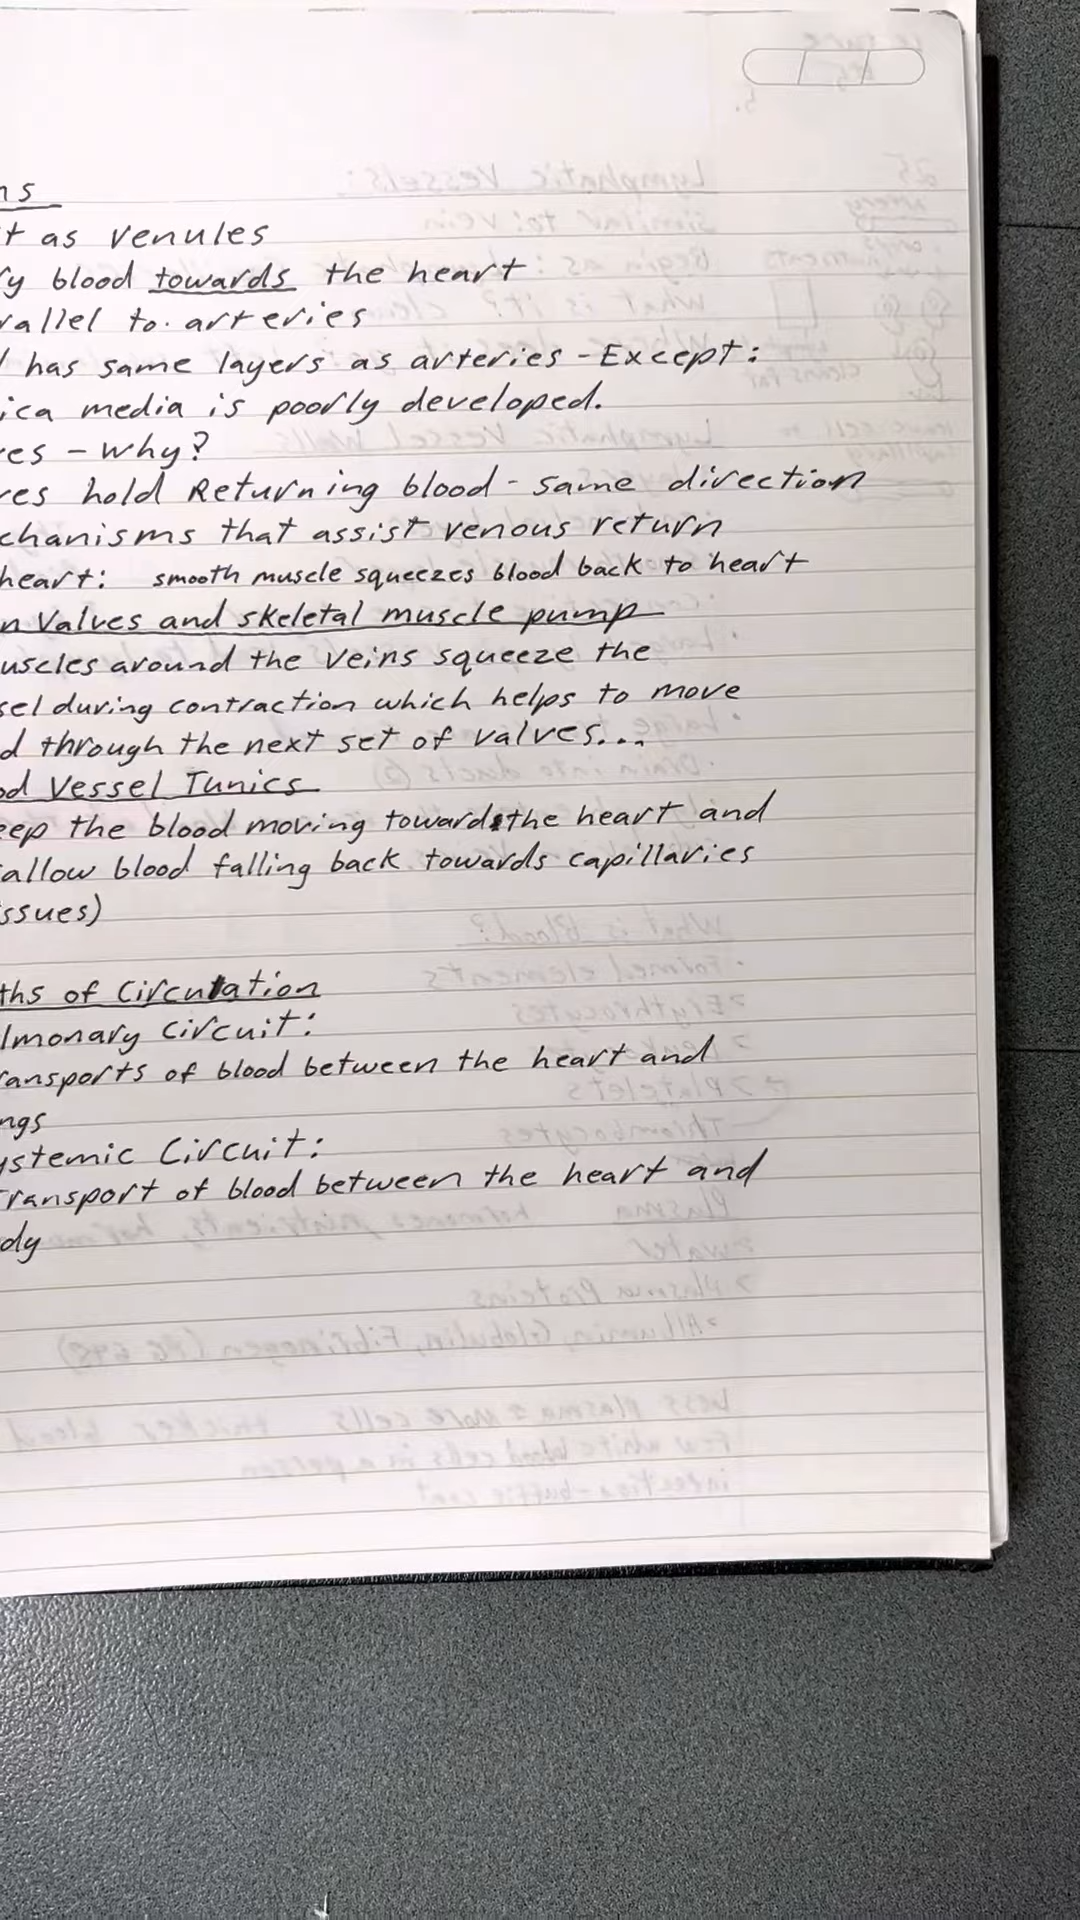 ns
t as venules
ry blood towards the heart
rallel to arteries
l has same layers as arteries - Except:
ica media is poorly developed.
es - Why?
res hold Returning blood - same direction
chanisms that assist venous return
heart: smooth muscle squeezes blood back to heart
n Valves and skeletal muscle pump
uscles around the Veins squeeze the
sel during contraction which helps to move
d through the next set of valves...
od Vessel Tunics
eep the blood moving towards the heart and
allow blood falling back towards capillaries
issues)
ths of Circulation
lmonary Circuit:
ransports of blood between the heart and
ngs
ystemic Circuit:
Transport of blood between the heart and
dy